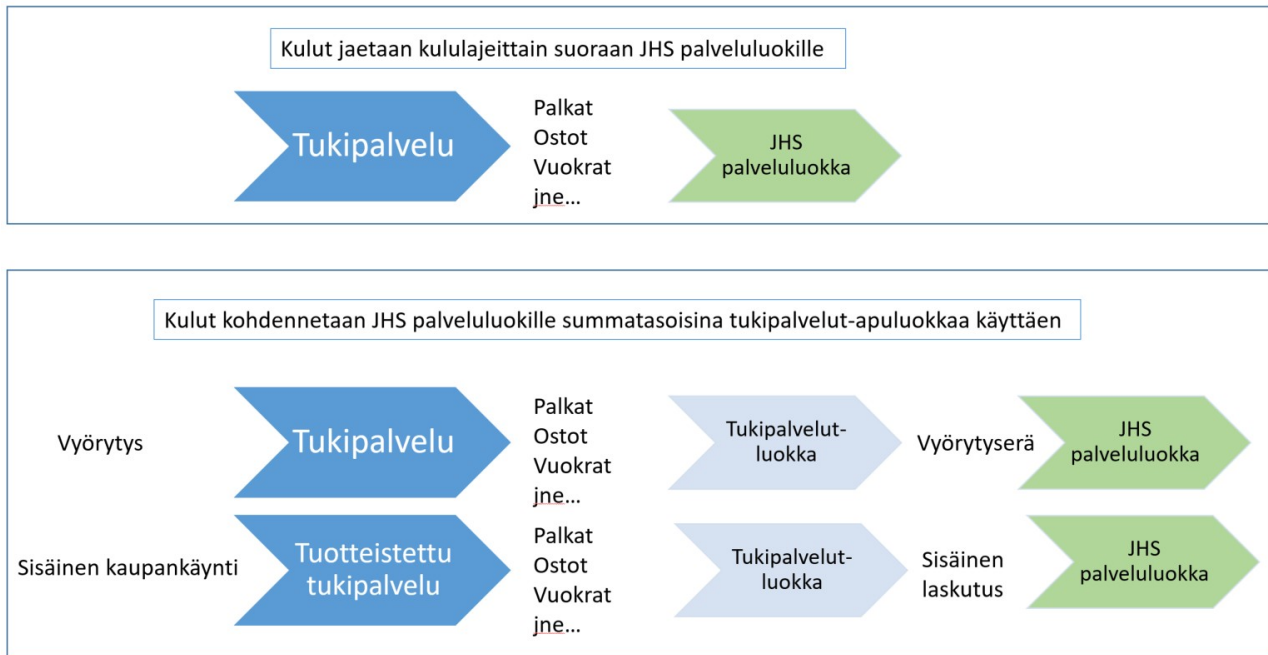 Kulut jaetaan kululajeittain suoraan JHS palveluluokille
Tukipalvelu
Palkat
Ostot
Vuokrat
jne...
JHS
palveluluokka
Kulut kohdennetaan JHS palveluluokille summatasoisina tukipalvelut-apuluokkaa käyttäen
Vyörytys
Tukipalvelu
Palkat
Ostot
Vuokrat
jne...
Tukipalvelut-
luokka
Vyörytyserä
JHS
palveluluokka
Sisäinen kaupankäynti
Tuotteistettu
tukipalvelu
Palkat
Ostot
Vuokrat
jne...
Tukipalvelut-
luokka
Sisäinen
laskutus
JHS
palveluluokka